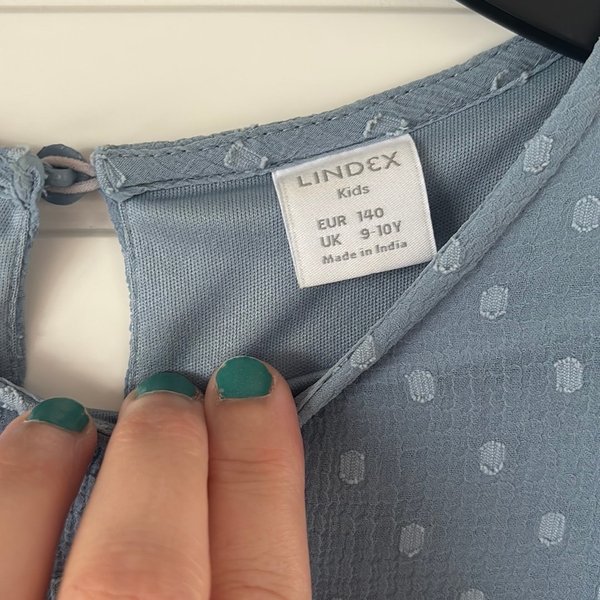 LINDEX
Kids
EUR 140
UK 9-10Y
Made in India